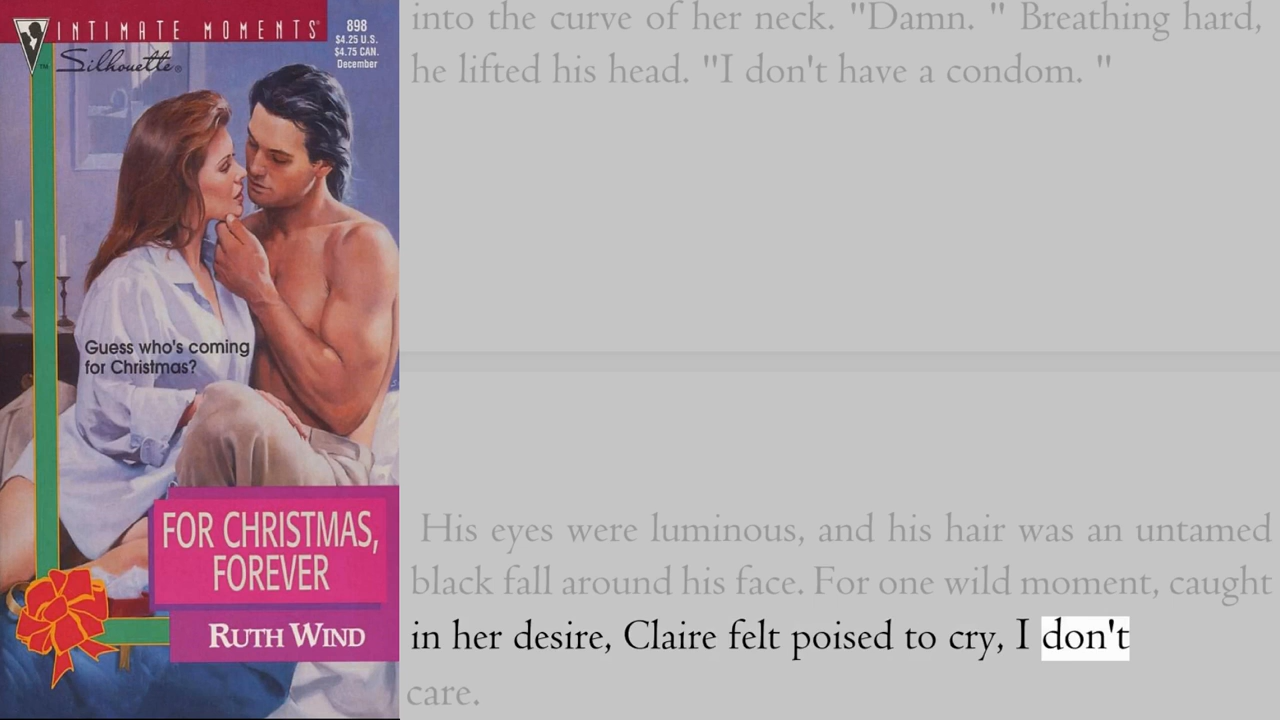 INTIMATE MOMENTS®
898
$4.25 U.S.
$4.75 CAN.
December
TM
Silhouette®
Guess who's coming
for Christmas?
FOR CHRISTMAS,
FOREVER
RUTH WIND
into the curve of her neck. "Damn. " Breathing hard,
he lifted his head. "I don't have a condom. "
His eyes were luminous, and his hair was an untamed
black fall around his face. For one wild moment, caught
in her desire, Claire felt poised to cry, I don't
care.